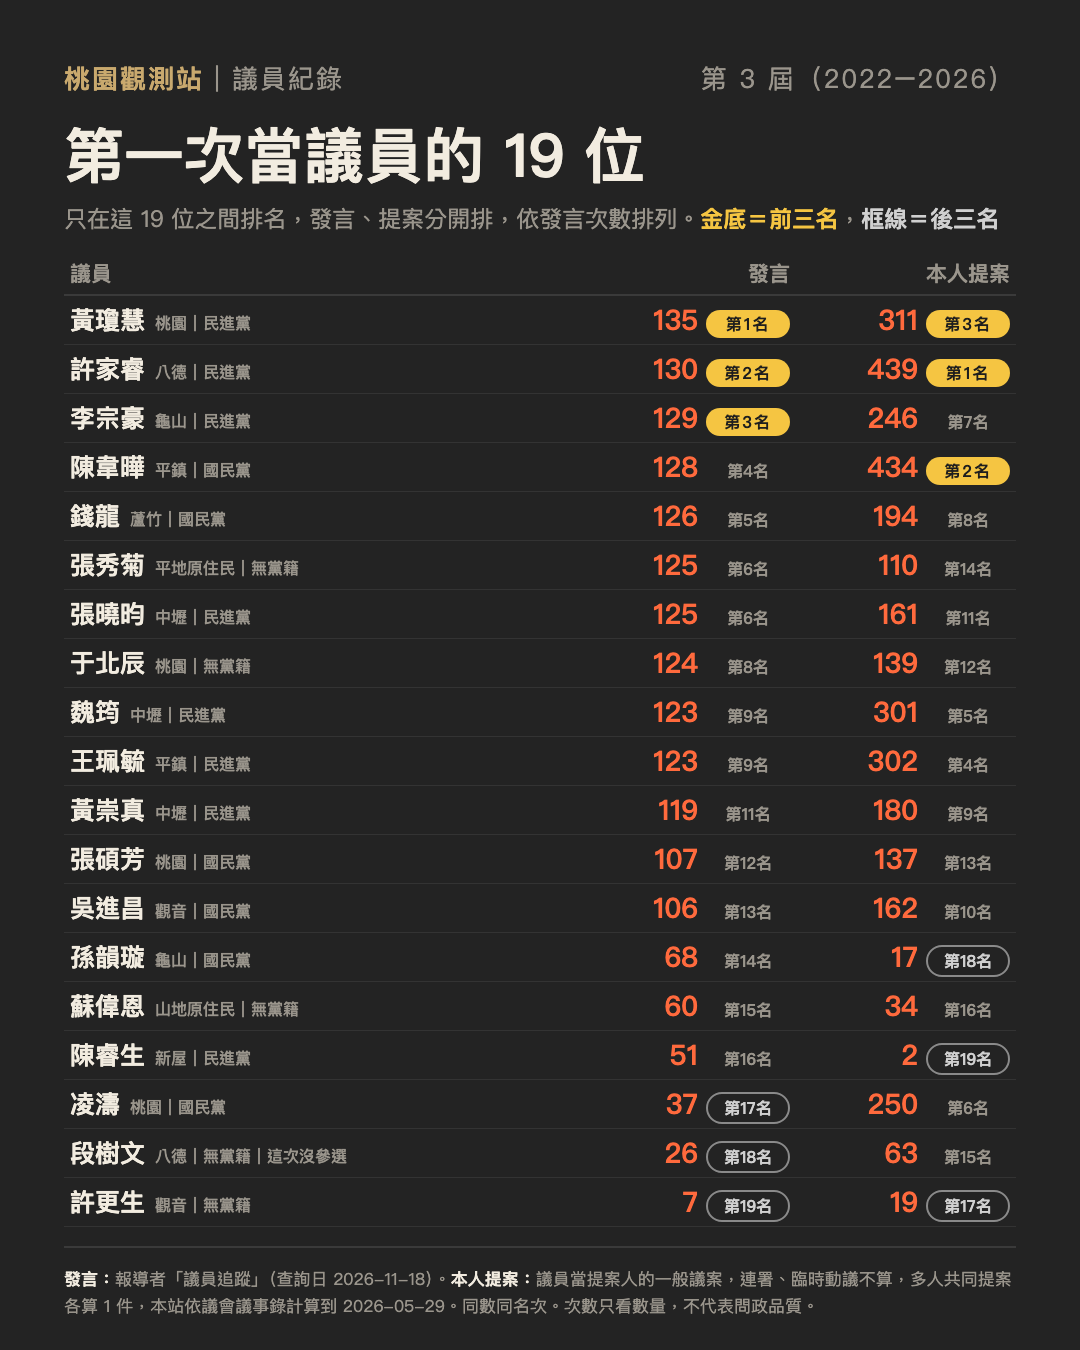 桃園觀測站｜議員紀錄 第 3 屆（2022–2026）
第一次當議員的 19 位
只在這 19 位之間排名，發言、提案分開排，依發言次數排列。金底＝前三名，框線＝後三名
議員 發言 本人提案
黃瓊慧 桃園｜民進黨 135 第1名 311 第3名
許家睿 八德｜民進黨 130 第2名 439 第1名
李宗豪 龜山｜民進黨 129 第3名 246 第7名
陳韋曄 平鎮｜國民黨 128 第4名 434 第2名
錢龍 蘆竹｜國民黨 126 第5名 194 第8名
張秀菊 平地原住民｜無黨籍 125 第6名 110 第14名
張曉昀 中壢｜民進黨 125 第6名 161 第11名
于北辰 桃園｜無黨籍 124 第8名 139 第12名
魏筠 中壢｜民進黨 123 第9名 301 第5名
王珮毓 平鎮｜民進黨 123 第9名 302 第4名
黃崇真 中壢｜民進黨 119 第11名 180 第9名
張碩芳 桃園｜國民黨 107 第12名 137 第13名
吳進昌 觀音｜國民黨 106 第13名 162 第10名
孫韻璇 龜山｜國民黨 68 第14名 17 第18名
蘇偉恩 山地原住民｜無黨籍 60 第15名 34 第16名
陳睿生 新屋｜民進黨 51 第16名 2 第19名
凌濤 桃園｜國民黨 37 第17名 250 第6名
段樹文 八德｜無黨籍｜這次沒參選 26 第18名 63 第15名
許更生 觀音｜無黨籍 7 第19名 19 第17名
發言：報導者「議員追蹤」（查詢日 2026–11–18）。本人提案：議員當提案人的一般議案，連署、臨時動議不算，多人共同提案
各算 1 件，本站依議會議事錄計算到 2026–05–29。同數同名次。次數只看數量，不代表問政品質。